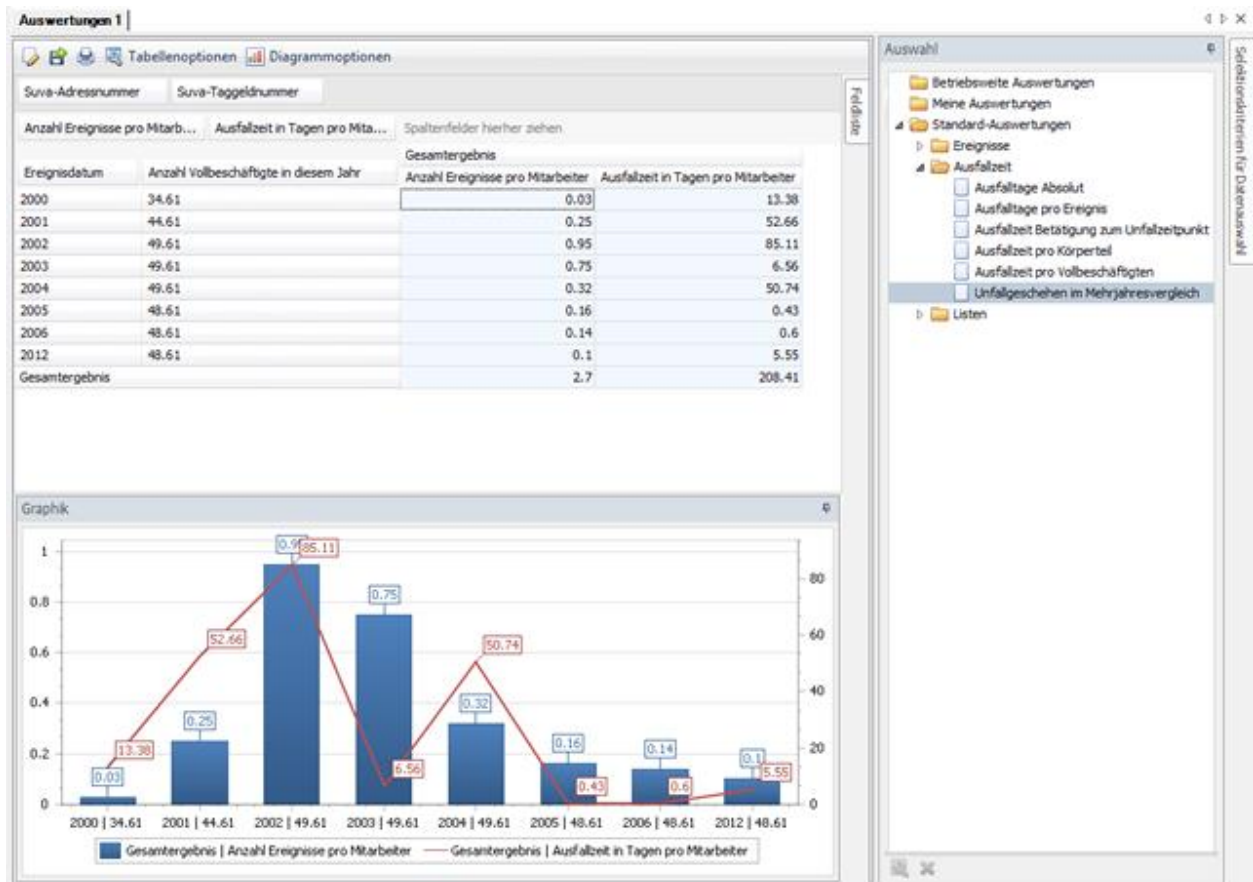 Auswertungen 1
Tabellenoptionen Diagrammoptionen
Suva-Adressnummer Suva-Taggeldnummer
Anzahl Ereignisse pro Mitarb... Ausfallzeit in Tagen pro Mita... Spaltenfelder hierher ziehen
Gesamtergebnis
Ereignisdatum Anzahl Vollbeschäftigte in diesem Jahr Anzahl Ereignisse pro Mitarbeiter Ausfallzeit in Tagen pro Mitarbeiter
2000 34.61 0.03 13.38
2001 44.61 0.25 52.66
2002 49.61 0.95 85.11
2003 49.61 0.75 6.56
2004 49.61 0.32 50.74
2005 48.61 0.16 0.43
2006 48.61 0.14 0.6
2012 48.61 0.1 5.55
Gesamtergebnis 2.7 208.41
Feldliste
Graphik
1
0.8
0.6
0.4
0.2
0
80
60
40
20
0
0.03
0.25
0.75
0.32
0.16
0.14
0.1
13.38
52.66
85.11
6.56
50.74
0.43
0.6
5.55
2000 | 34.61 2001 | 44.61 2002 | 49.61 2003 | 49.61 2004 | 49.61 2005 | 48.61 2006 | 48.61 2012 | 48.61
Gesamtergebnis | Anzahl Ereignisse pro Mitarbeiter Gesamtergebnis | Ausfallzeit in Tagen pro Mitarbeiter
Auswahl
Betriebsweite Auswertungen
Meine Auswertungen
Standard-Auswertungen
Ereignisse
Ausfallzeit
Ausfalltage Absolut
Ausfalltage pro Ereignis
Ausfallzeit Betätigung zum Unfallzeitpunkt
Ausfallzeit pro Körperteil
Ausfallzeit pro Vollbeschäftigten
Unfallgeschehen im Mehrjahresvergleich
Listen
Selektionskriterien für Datenauswahl